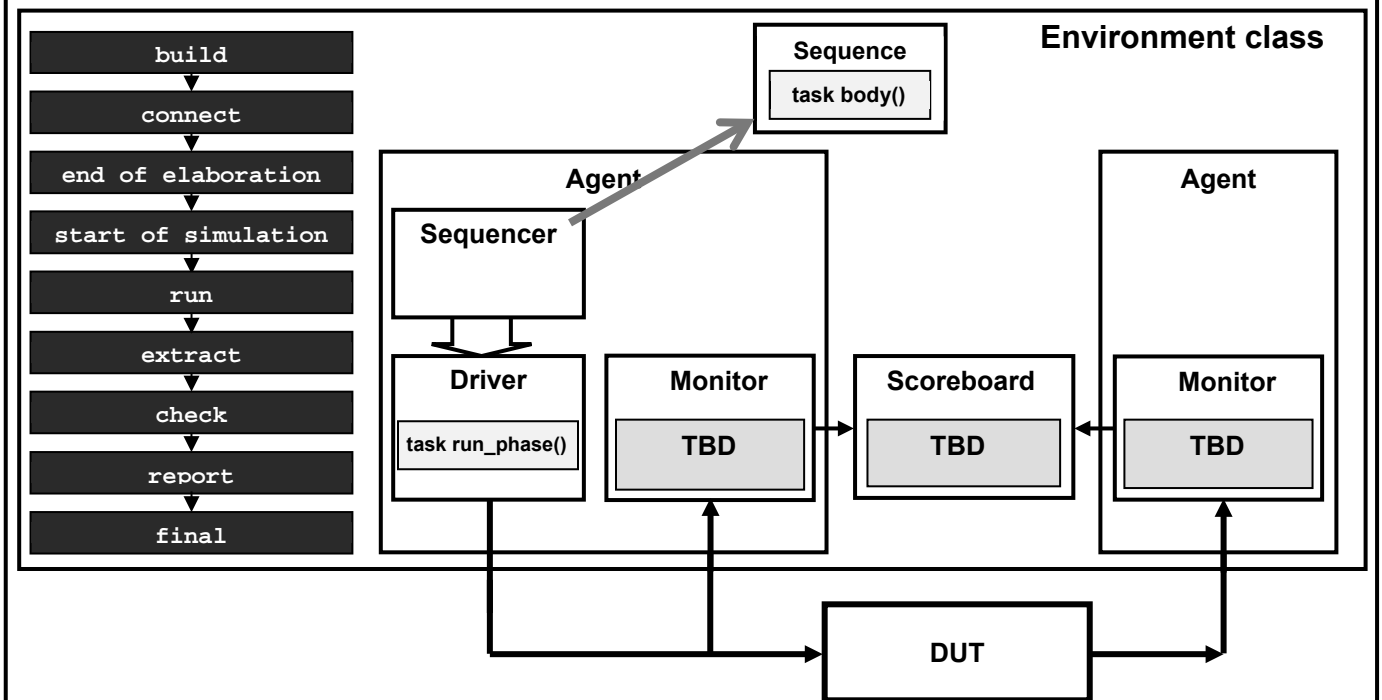 Environment class
build
connect
end of elaboration
start of simulation
run
extract
check
report
final
Sequence
task body()
Agent
Sequencer
Driver
task run_phase()
Monitor
TBD
Scoreboard
TBD
Agent
Monitor
TBD
DUT